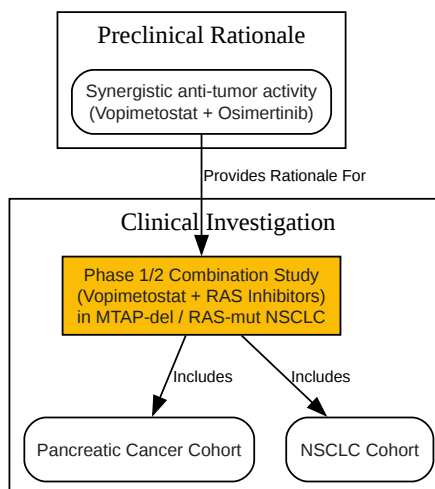 Preclinical Rationale
Synergistic anti-tumor activity
(Vopimetostat + Osimertinib)
Provides Rationale For
Clinical Investigation
Phase 1/2 Combination Study
(Vopimetostat + RAS Inhibitors)
in MTAP-del / RAS-mut NSCLC
Includes
Includes
Pancreatic Cancer Cohort
NSCLC Cohort